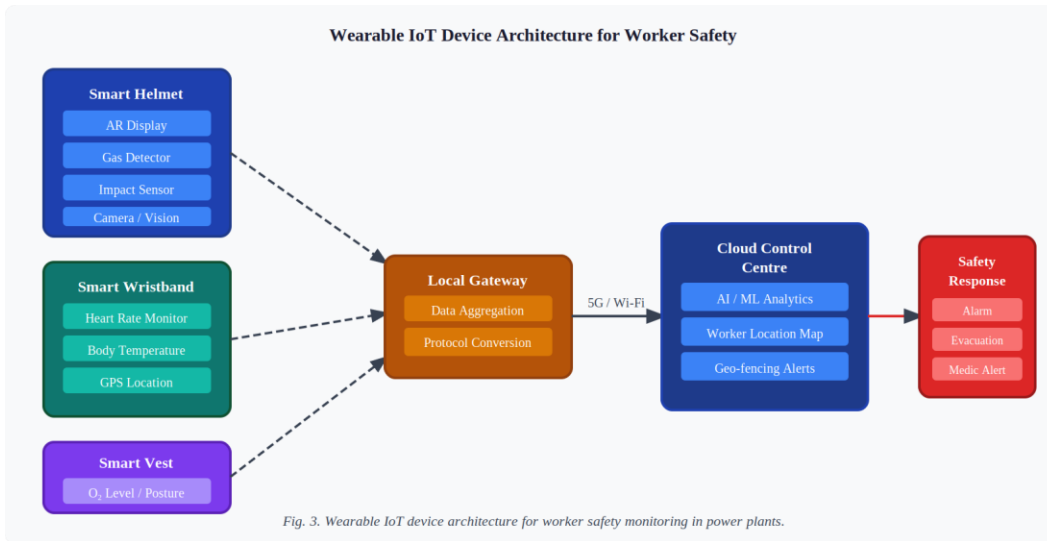 Wearable IoT Device Architecture for Worker Safety
Smart Helmet
AR Display
Gas Detector
Impact Sensor
Camera / Vision
Smart Wristband
Heart Rate Monitor
Body Temperature
GPS Location
Smart Vest
O₂ Level / Posture
Local Gateway
Data Aggregation
Protocol Conversion
5G / Wi-Fi
Cloud Control
Centre
AI / ML Analytics
Worker Location Map
Geo-fencing Alerts
Safety
Response
Alarm
Evacuation
Medic Alert
Fig. 3. Wearable IoT device architecture for worker safety monitoring in power plants.